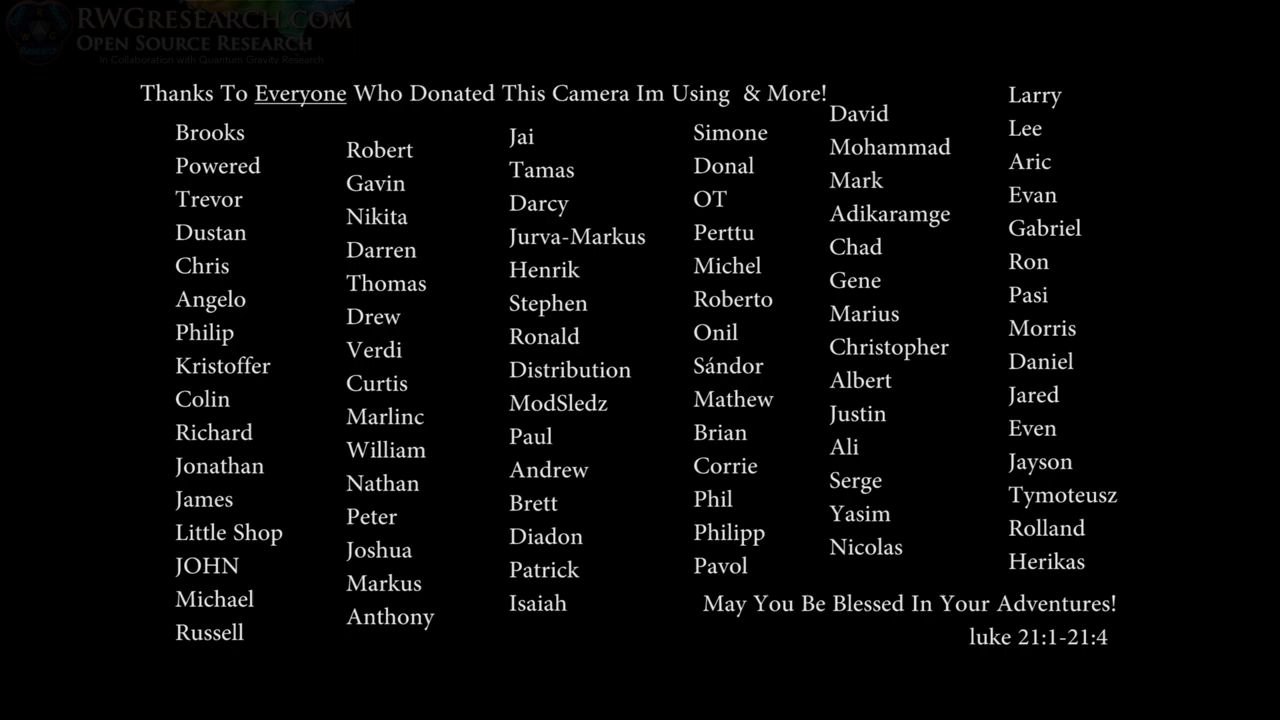 RWGRESEARCH.COM
OPEN SOURCE RESEARCH
In Collaboration with Quantum Gravity Research
Thanks To Everyone Who Donated This Camera Im Using & More!
Brooks
Powered
Trevor
Dustan
Chris
Angelo
Philip
Kristoffer
Colin
Richard
Jonathan
James
Little Shop
JOHN
Michael
Russell
Robert
Gavin
Nikita
Darren
Thomas
Drew
Verdi
Curtis
Marlinc
William
Nathan
Peter
Joshua
Markus
Anthony
Jai
Tamas
Darcy
Jurva-Markus
Henrik
Stephen
Ronald
Distribution
ModSledz
Paul
Andrew
Brett
Diadon
Patrick
Isaiah
Simone
Donal
OT
Perttu
Michel
Roberto
Onil
Sándor
Mathew
Brian
Corrie
Phil
Philipp
Pavol
David
Mohammad
Mark
Adikaramge
Chad
Gene
Marius
Christopher
Albert
Justin
Ali
Serge
Yasim
Nicolas
Larry
Lee
Aric
Evan
Gabriel
Ron
Pasi
Morris
Daniel
Jared
Even
Jayson
Tymoteusz
Rolland
Herikas
May You Be Blessed In Your Adventures!
luke 21:1-21:4